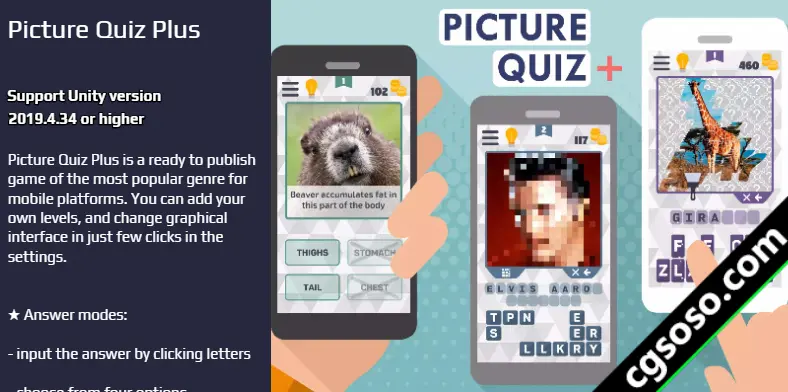 Picture Quiz Plus
Support Unity version
2019.4.34 or higher
Picture Quiz Plus is a ready to publish
game of the most popular genre for
mobile platforms. You can add your
own levels, and change graphical
interface in just few clicks in the
settings.
★ Answer modes:
- input the answer by clicking letters
- choose from four options
PICTURE
QUIZ +
1
102
Beaver accumulates fat in
this part of the body
THIGHS
STOMACH
TAIL
CHEST
2
117
ELVIS AARO
T P N E
S E R
L L K R Y
1
460
GIRA
F
Z L
cgsoso.com